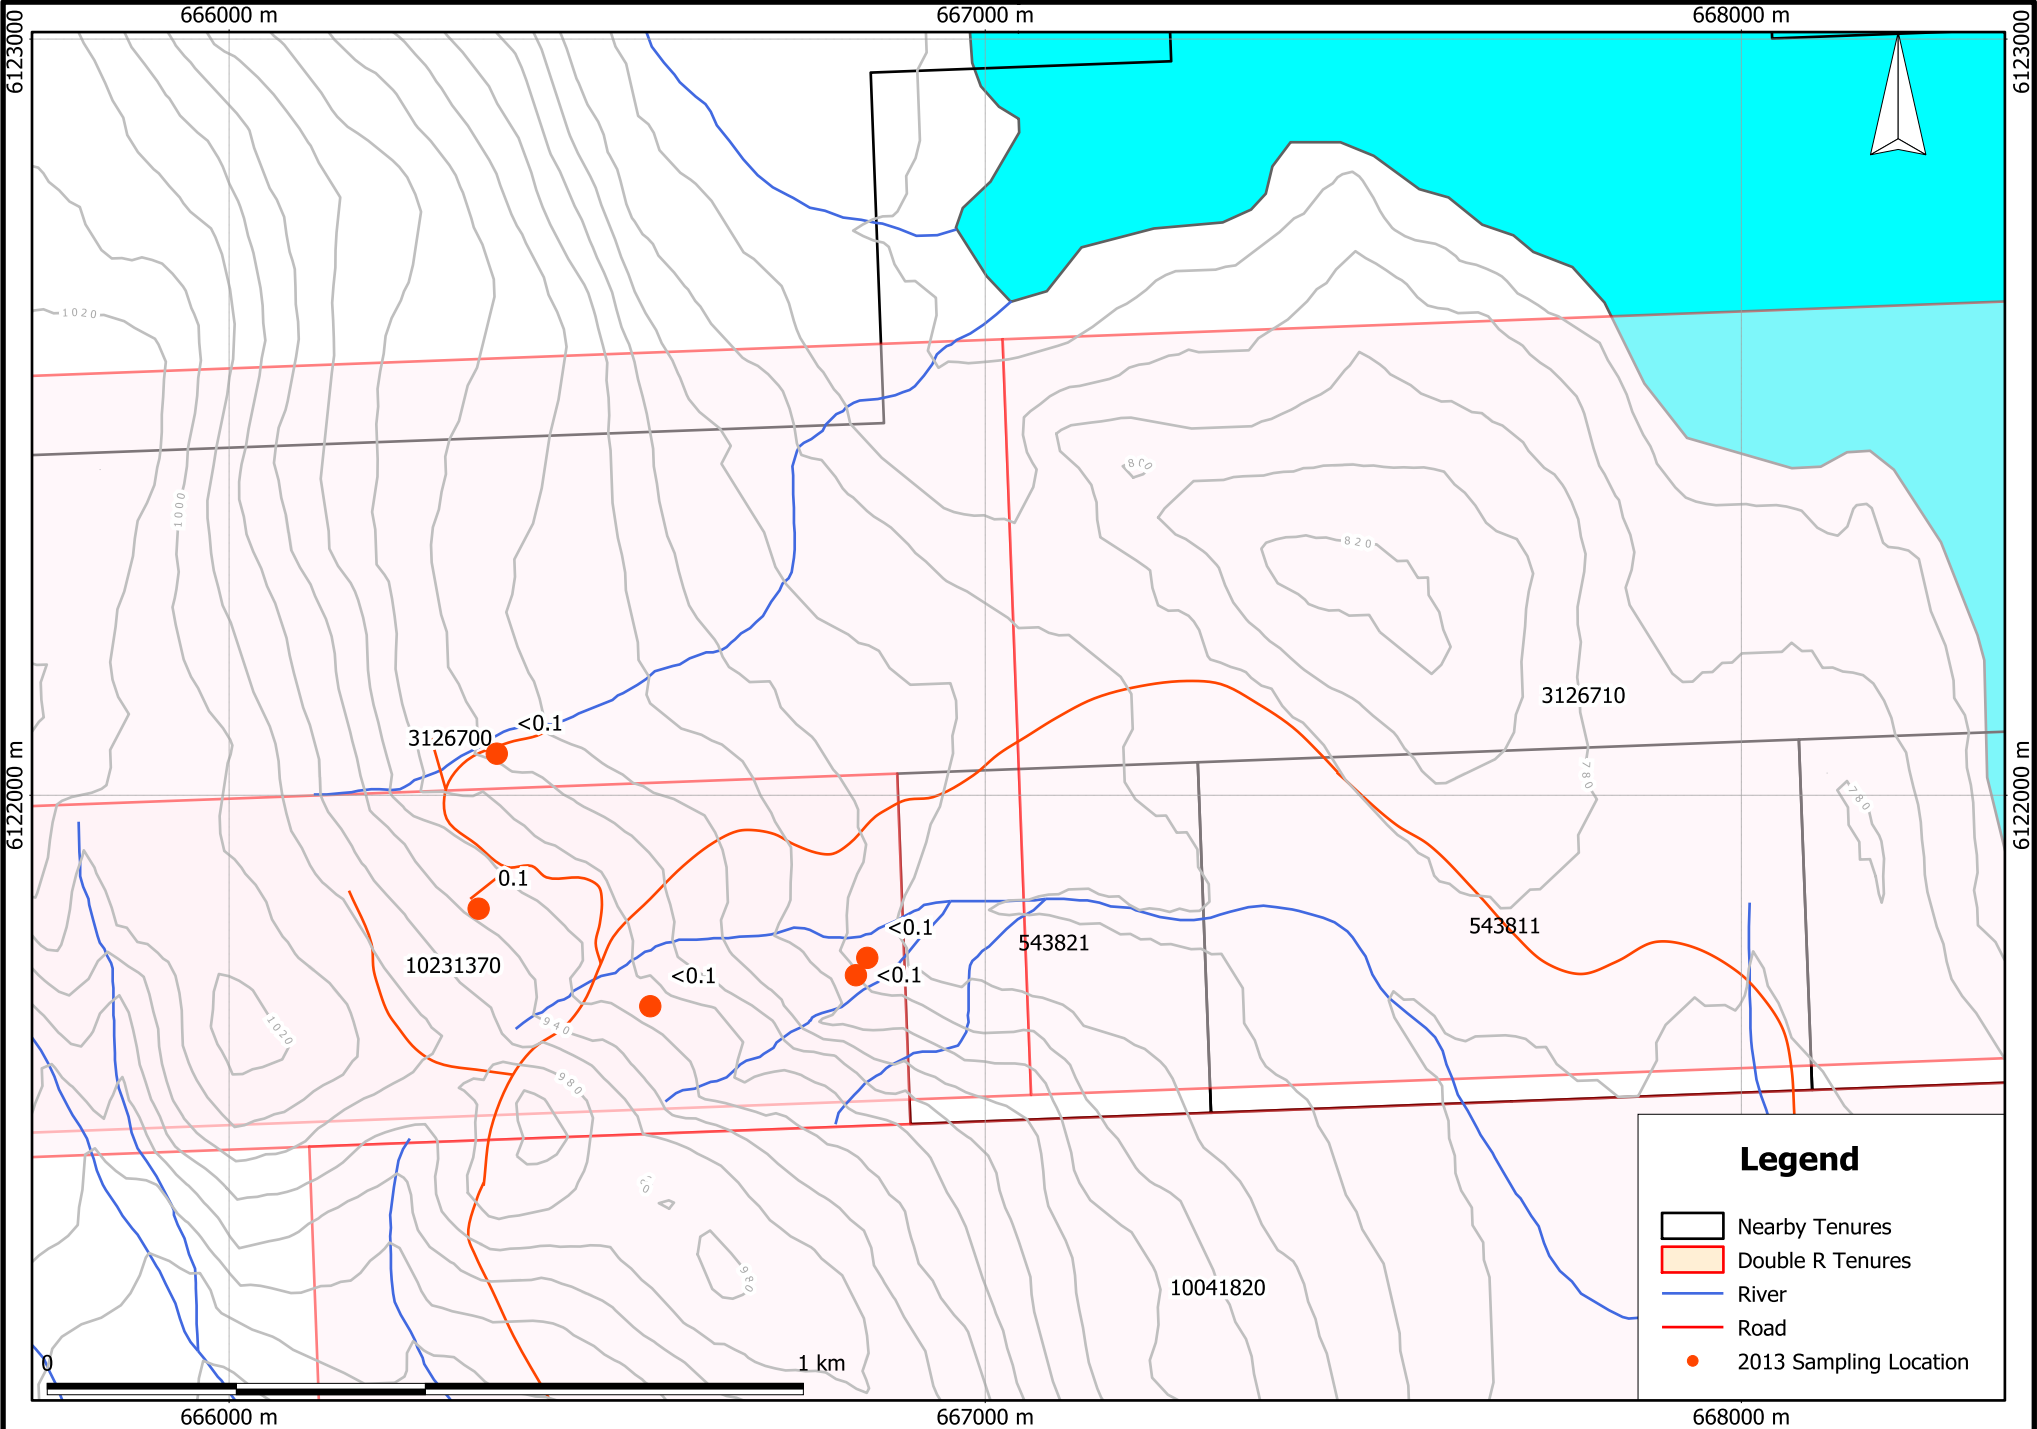 666000 m
667000 m
668000 m
6123000
6123000
1020
1000
820
3126710
<0.1
3126700
780
780
6122000 m
6122000 m
0.1
<0.1
543811
543821
10231370
<0.1
<0.1
1020
940
980
980
10041820
Legend
Nearby Tenures
Double R Tenures
River
Road
2013 Sampling Location
0
1 km
666000 m
667000 m
668000 m